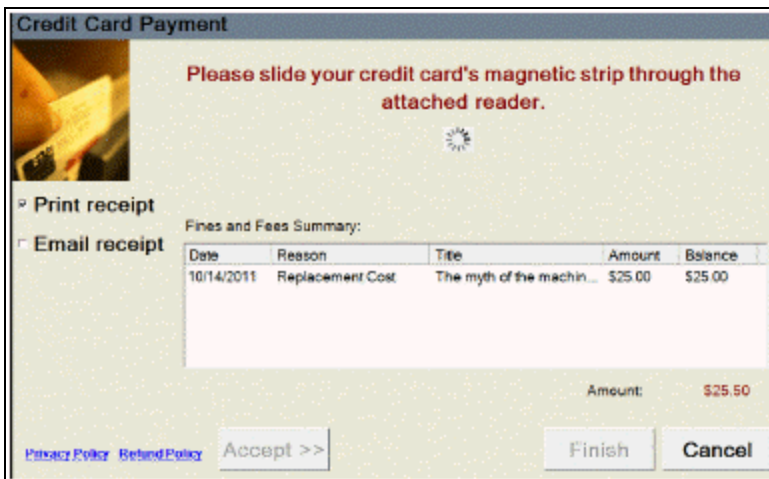 Credit Card Payment
Please slide your credit card's magnetic strip through the
attached reader.
Print receipt
Email receipt
Fines and Fees Summary:
Date Reason Title Amount Balance
10/14/2011 Replacement Cost The myth of the machin... $25.00 $25.00
Amount: $25.50
Privacy Policy Refund Policy Accept >> Finish Cancel